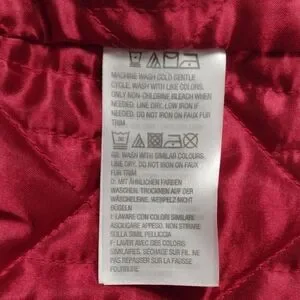 MACHINE WASH COLD GENTLE
CYCLE. WASH WITH LIKE COLORS.
ONLY NON-CHLORINE BLEACH WHEN
NEEDED. LINE DRY. LOW IRON IF
NEEDED. DO NOT IRON ON FAUX FUR
TRIM.
GB: WASH WITH SIMILAR COLOURS.
LINE DRY. DO NOT IRON ON FAUX
FUR TRIM
D: MIT ÄHNLICHEN FARBEN
WASCHEN. TROCKNEN AUF DER
WÄSCHELEINE. WEBPELZ NICHT
BÜGELN
I: LAVARE CON COLORI SIMILARI.
ASCIUGARE APPESO. NON STIRARE
SOLLA SIMIL PELLICCIA
F: LAVER AVEC DES COLORIS
SIMILAIRES. SÉCHAGE SUR FIL. NE
PAS REPASSER SUR LA FAUSSE
FOURRURE